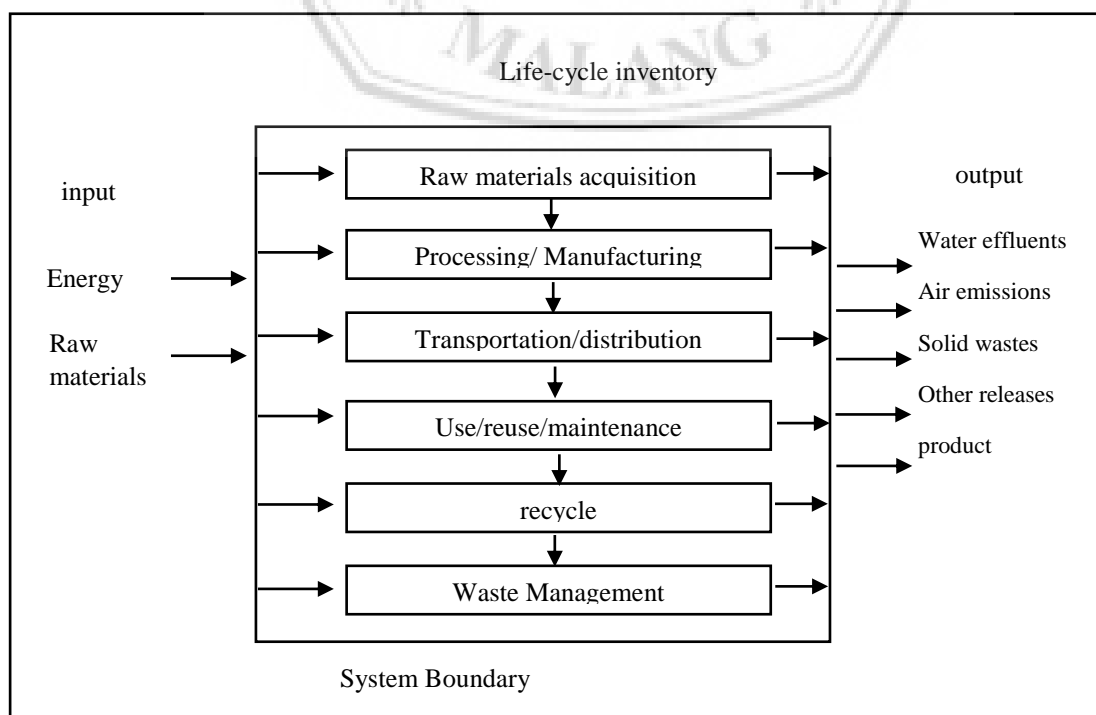 MALANG
Life-cycle inventory
input
Energy
Raw
materials
Raw materials acquisition
Processing/ Manufacturing
Transportation/distribution
Use/reuse/maintenance
recycle
Waste Management
output
Water effluents
Air emissions
Solid wastes
Other releases
product
System Boundary